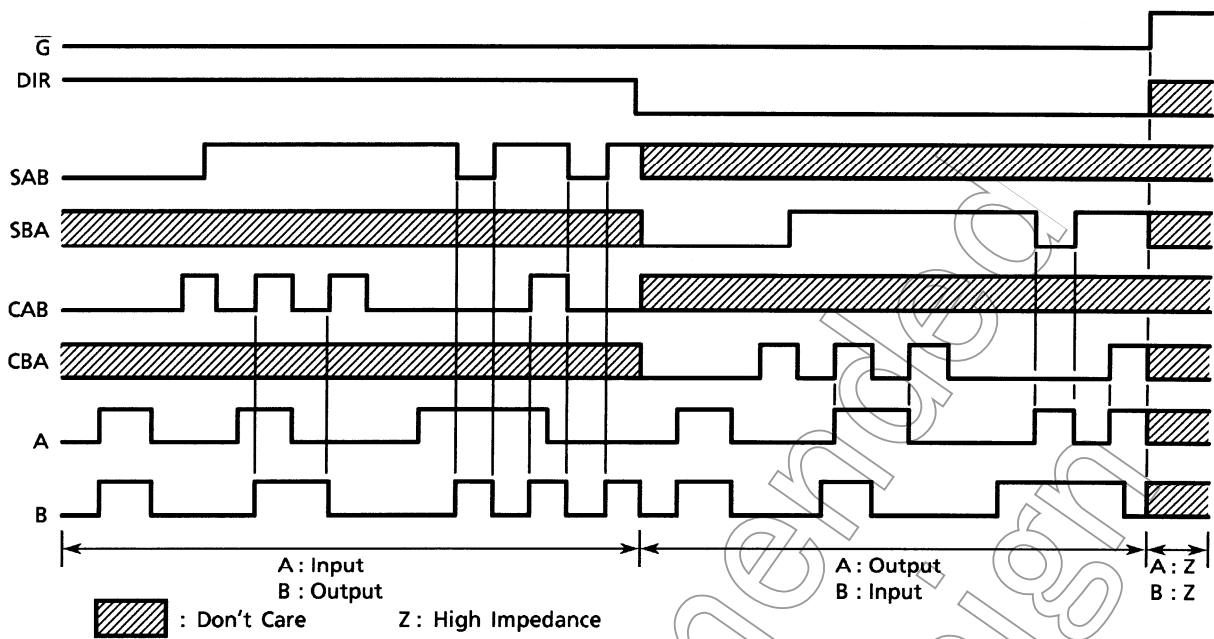 G
DIR
SAB
SBA
CAB
CBA
A
B
A : Input
B : Output
A : Output
B : Input
A : Z
B : Z
: Don't Care
Z : High Impedance